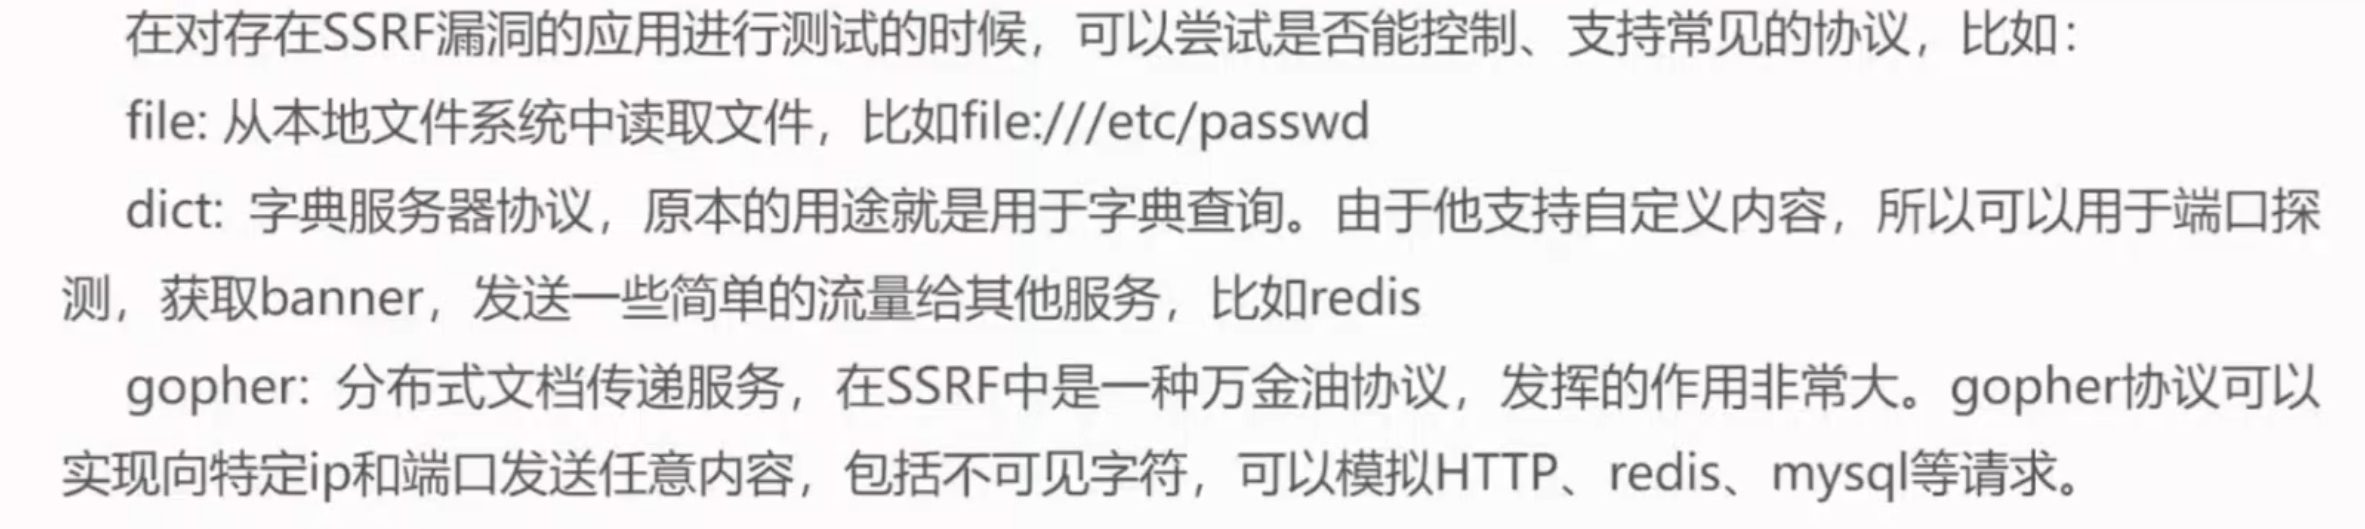 在对存在SSRF漏洞的应用进行测试的时候，可以尝试是否能控制、支持常见的协议，比如：
file: 从本地文件系统中读取文件，比如file:///etc/passwd
dict: 字典服务器协议，原本的用途就是用于字典查询。由于他支持自定义内容，所以可以用于端口探
测，获取banner，发送一些简单的流量给其他服务，比如redis
gopher: 分布式文档传递服务，在SSRF中是一种万金油协议，发挥的作用非常大。gopher协议可以
实现向特定ip和端口发送任意内容，包括不可见字符，可以模拟HTTP、redis、mysql等请求。